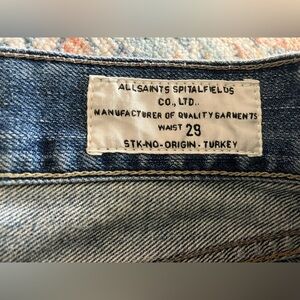 ALLSAINTS SPITALFIELDS
CO., LTD..
MANUFACTURER OF QUALITY GARMENTS
WAIST 29
STK-NO-ORIGIN - TURKEY